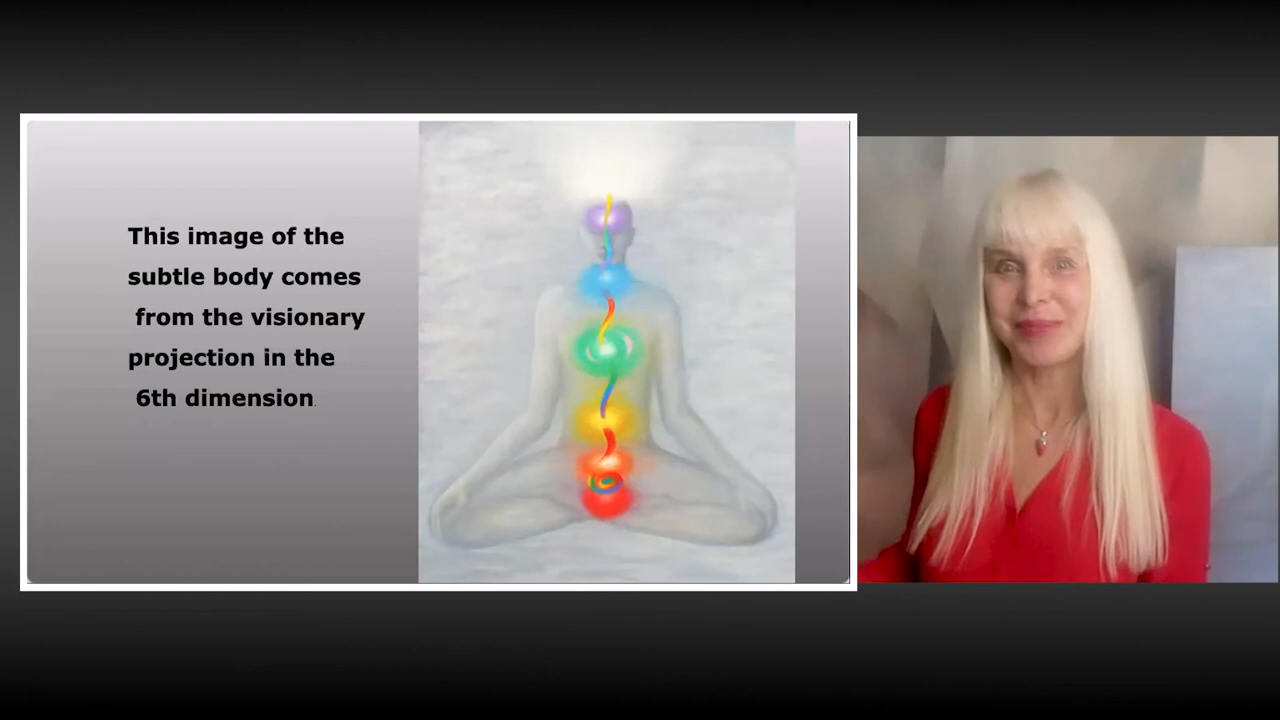 This image of the
subtle body comes
from the visionary
projection in the
6th dimension.